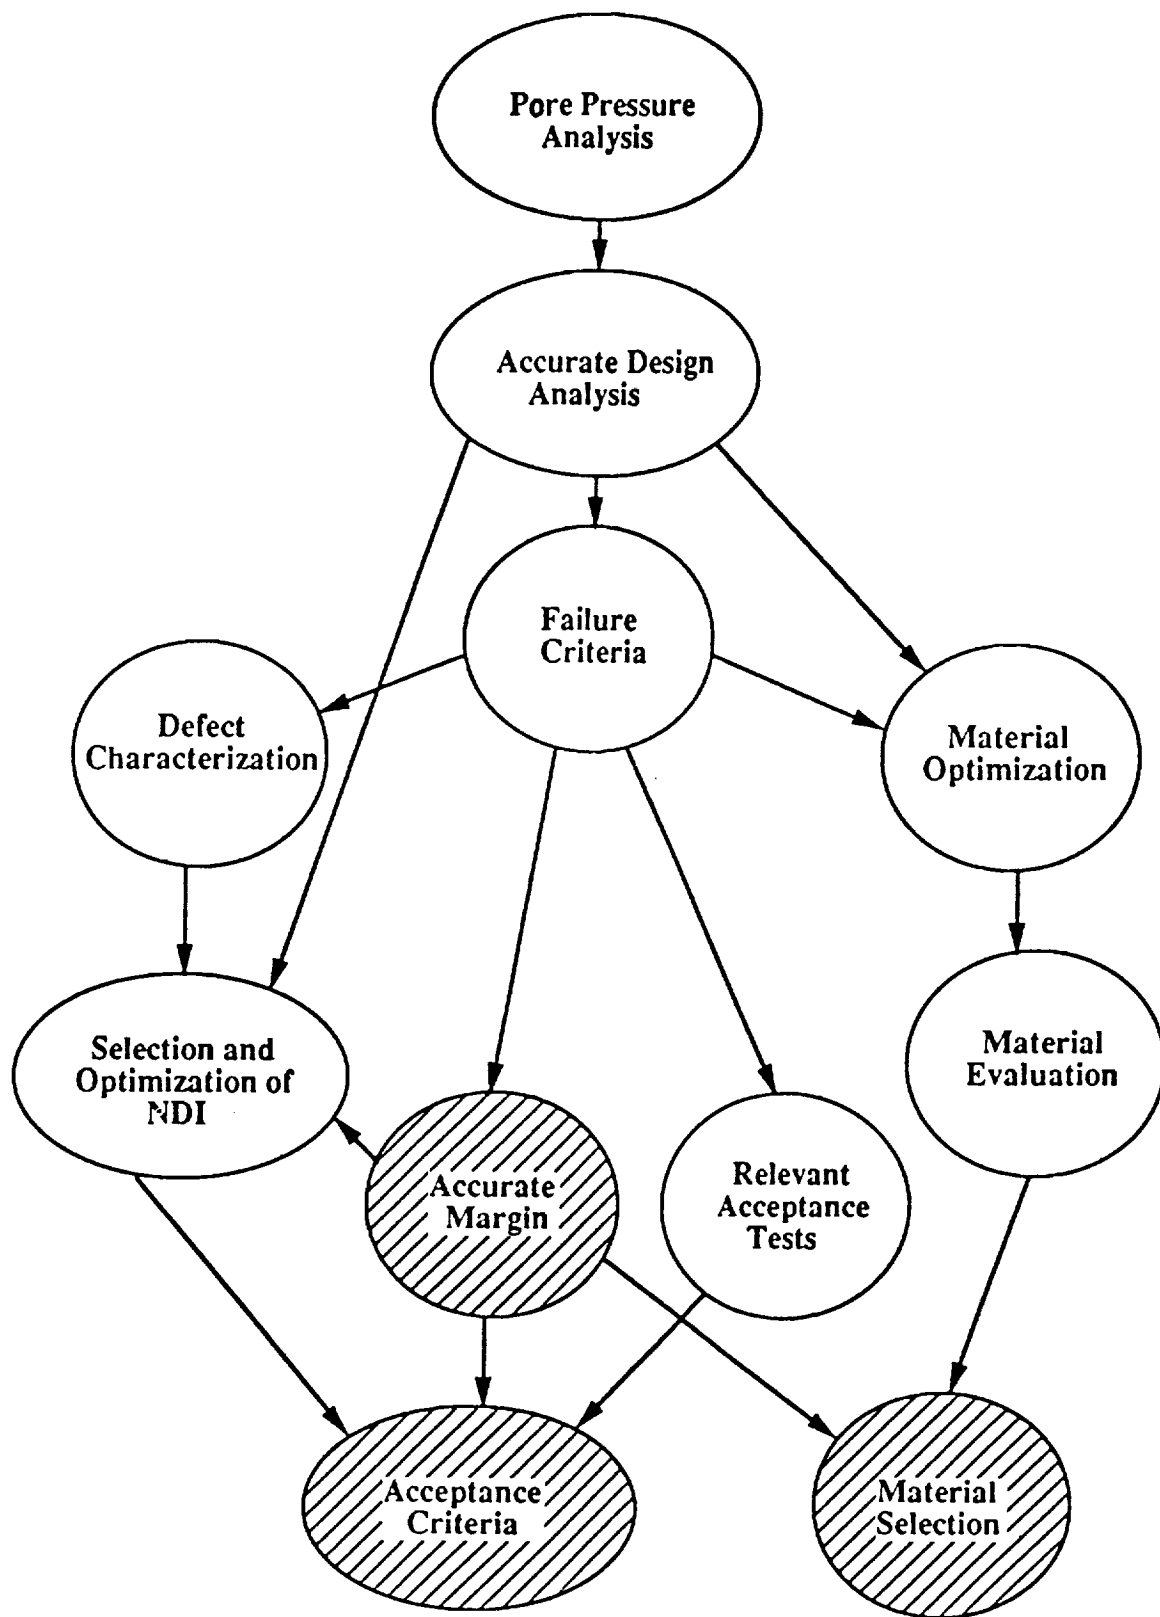 Pore Pressure
Analysis
Accurate Design
Analysis
Failure
Criteria
Defect
Characterization
Material
Optimization
Selection and
Optimization of
NDI
Material
Evaluation
Accurate
Margin
Relevant
Acceptance
Tests
Acceptance
Criteria
Material
Selection